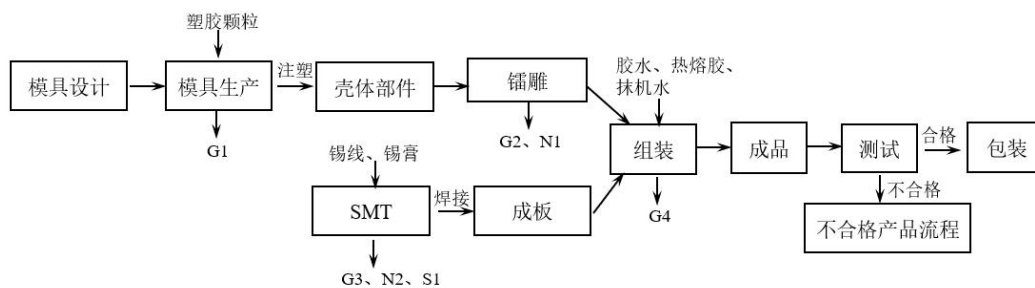 塑胶颗粒
模具设计
模具生产
注塑
壳体部件
镭雕
胶水、热熔胶、
抹机水
G1
G2、N1
组装
成品
测试
合格
包装
锡线、锡膏
SMT
焊接
成板
G4
不合格
不合格产品流程
G3、N2、S1